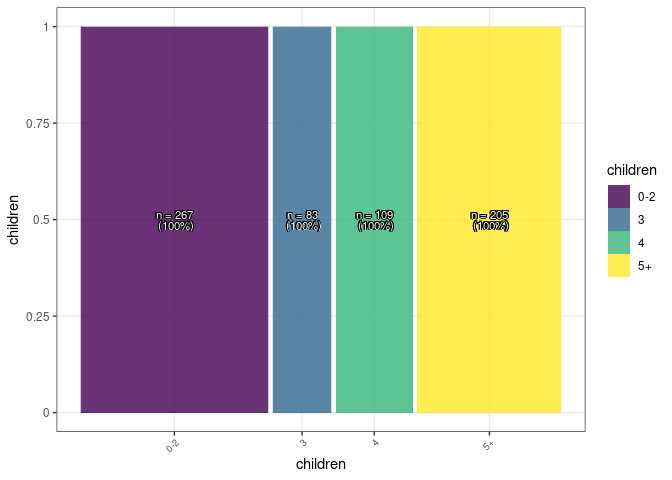 1
0.75
0.5
0.25
0
children
n = 267
(100%)
n = 83
(100%)
n = 109
(100%)
n = 205
(100%)
0-2
3
4
5+
children
children
0-2
3
4
5+